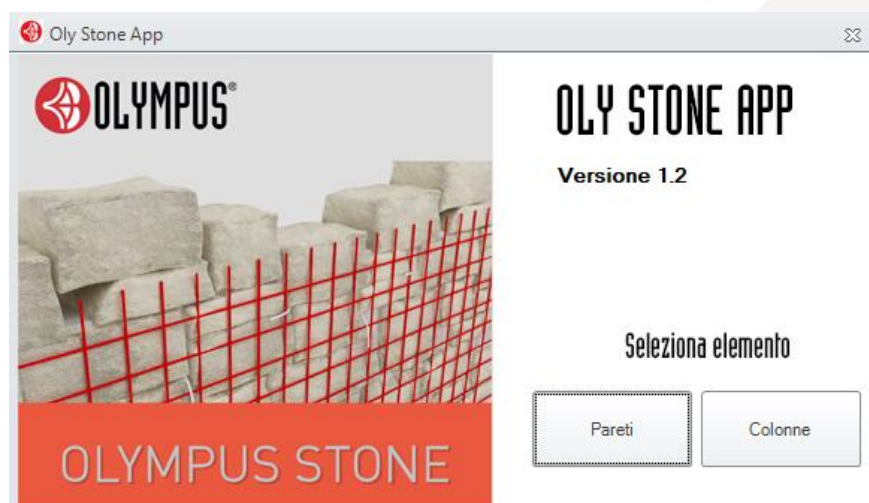 Oly Stone App
OLYMPUS®
OLYMPUS STONE
OLY STONE APP
Versione 1.2
Seleziona elemento
Pareti
Colonne